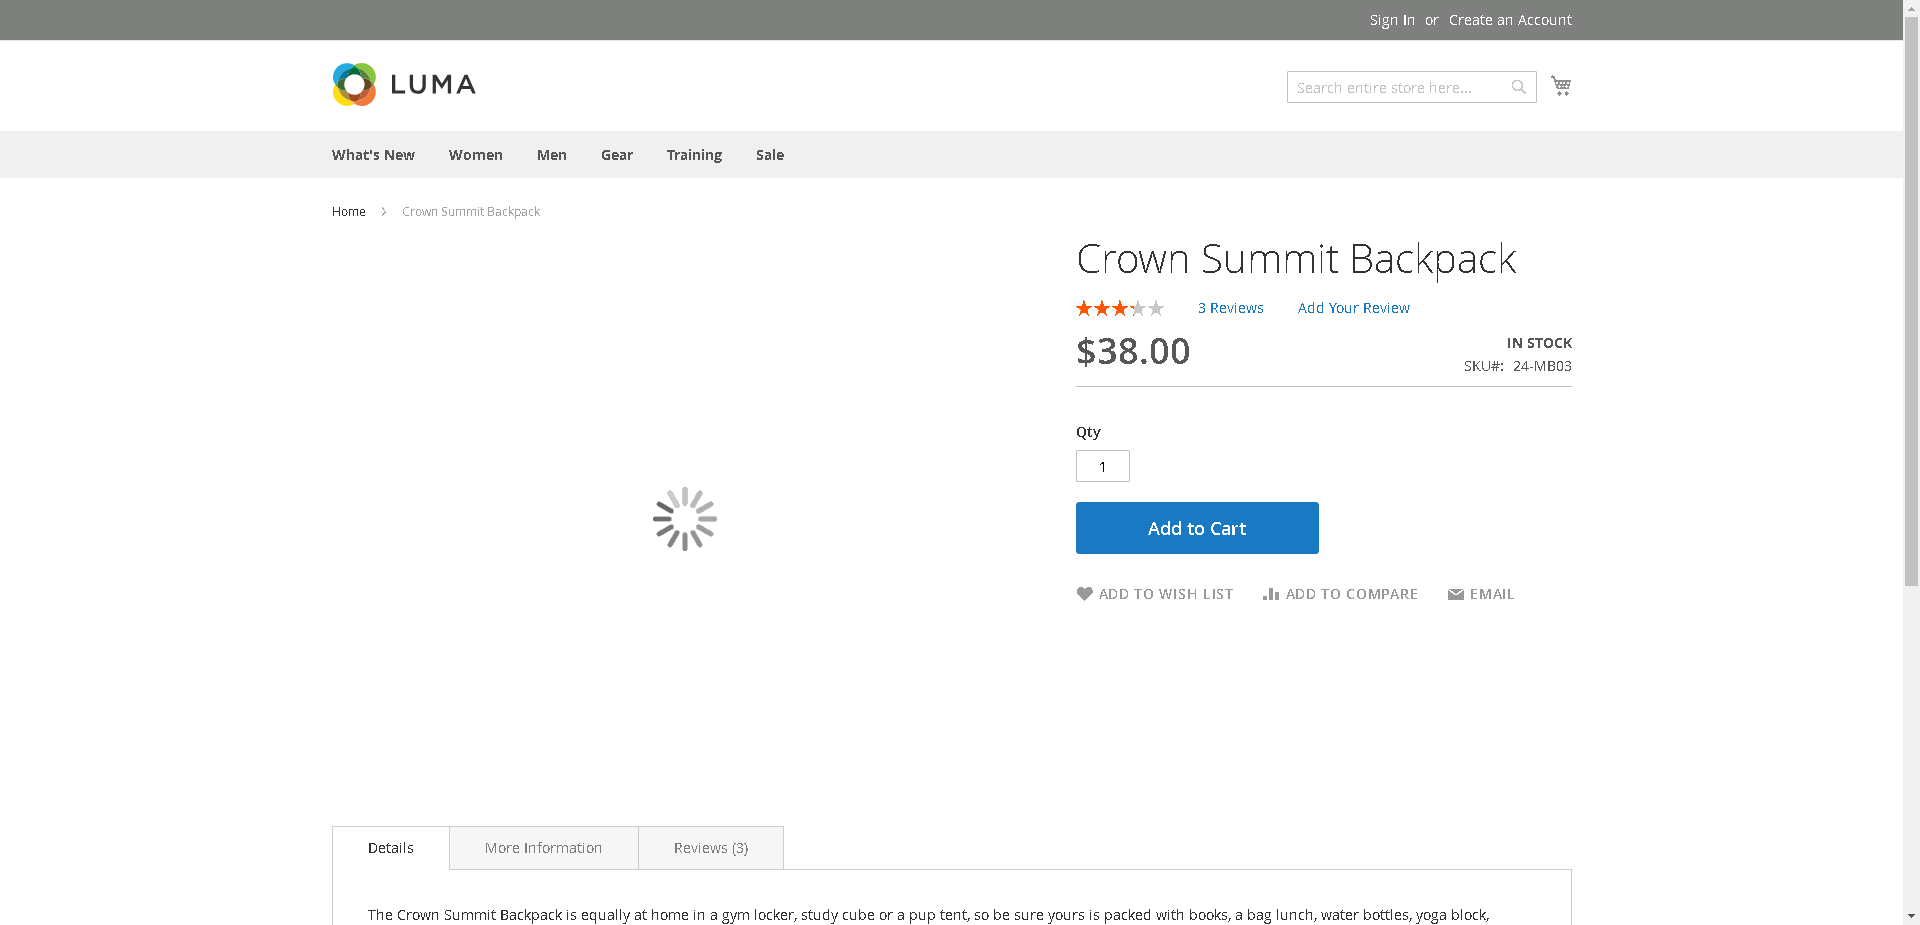 Sign In or Create an Account
LUMA
Search entire store here...
What's New Women Men Gear Training Sale
Home Crown Summit Backpack
Crown Summit Backpack
3 Reviews Add Your Review
$38.00
IN STOCK
SKU#: 24-MB03
Qty
1
Add to Cart
ADD TO WISH LIST ADD TO COMPARE EMAIL
Details More Information Reviews (3)
The Crown Summit Backpack is equally at home in a gym locker, study cube or a pup tent, so be sure yours is packed with books, a bag lunch, water bottles, yoga block,